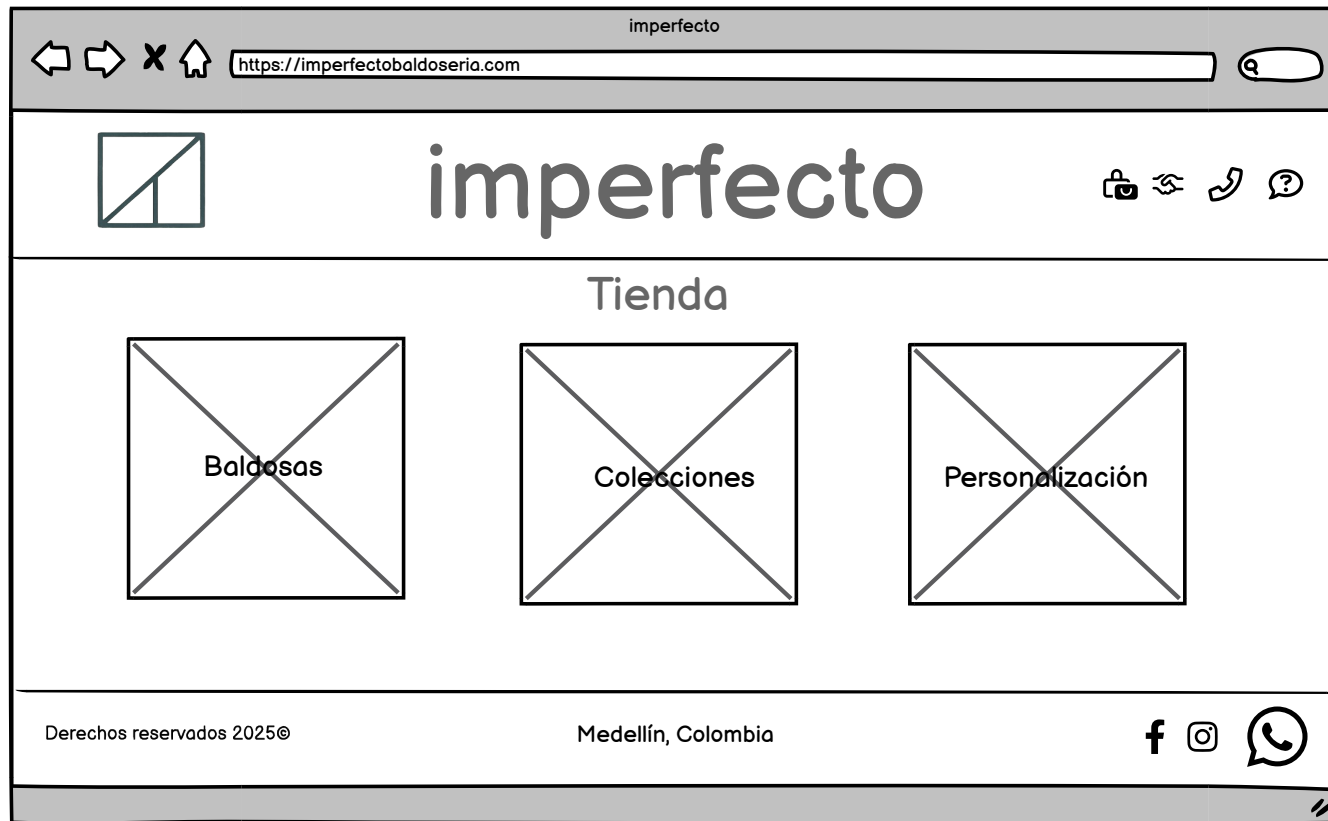 imperfecto
https://imperfectobaldoseria.com
imperfecto
Tienda
Baldosas
Colecciones
Personalización
Derechos reservados 2025©
Medellín, Colombia